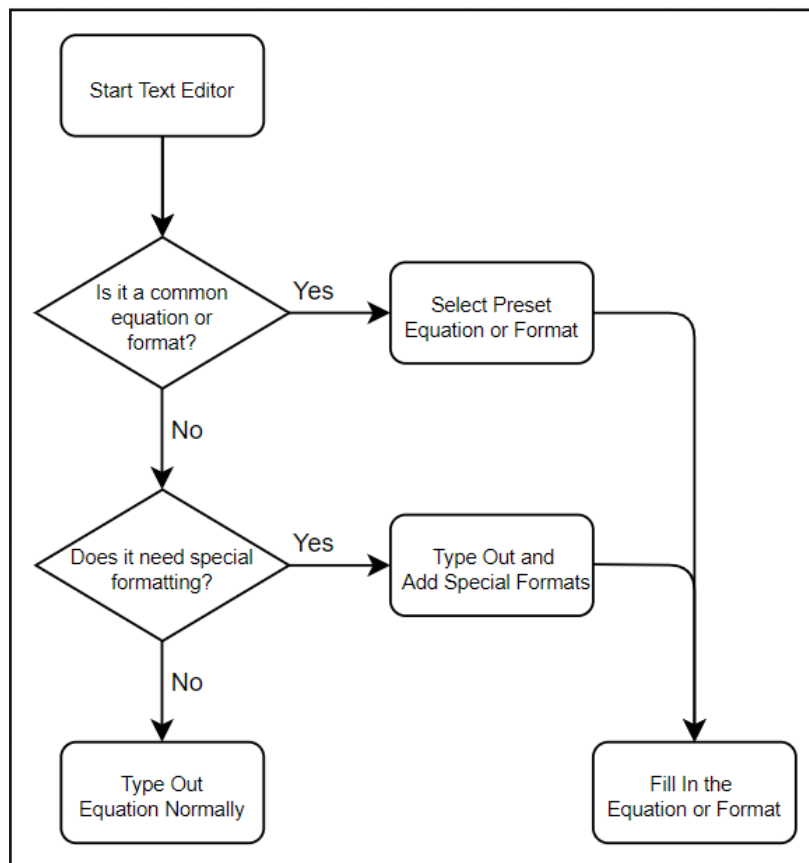 Start Text Editor
Is it a common
equation or
format?
Yes
Select Preset
Equation or Format
No
Does it need special
formatting?
Yes
Type Out and
Add Special Formats
No
Type Out
Equation Normally
Fill In the
Equation or Format